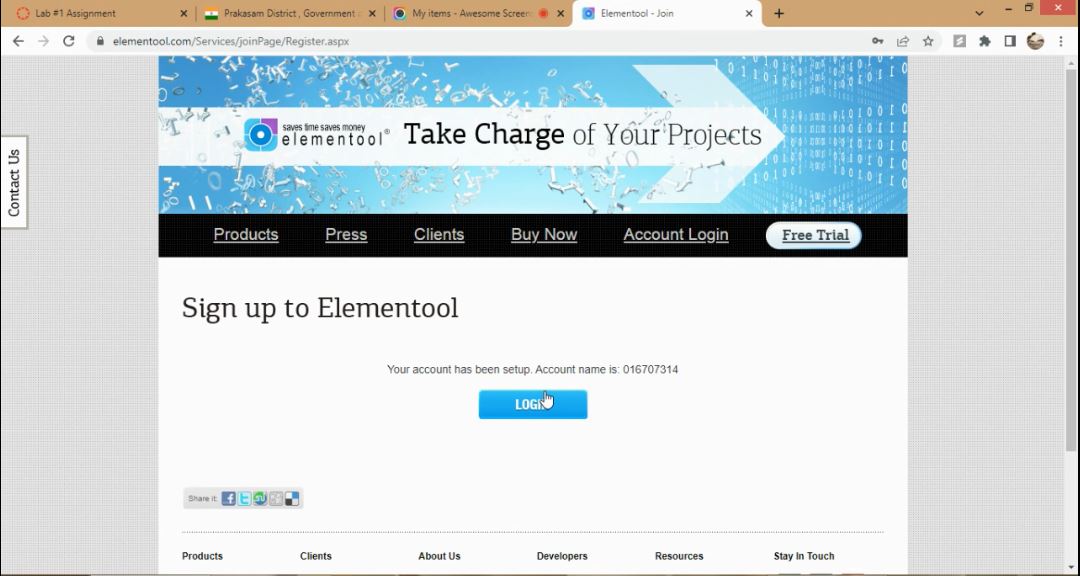 Lab #1 Assignment
Prakasam District , Government
My items - Awesome Screen
Elementool - Join
elementool.com/Services/joinPage/Register.aspx
Contact Us
saves time saves money
elementool®
Take Charge of Your Projects
Products
Press
Clients
Buy Now
Account Login
Free Trial
Sign up to Elementool
Your account has been setup. Account name is: 016707314
Share it:
Products
Clients
About Us
Developers
Resources
Stay In Touch